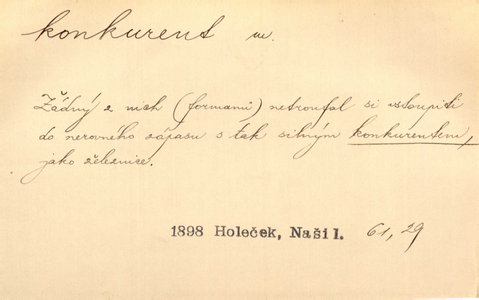 konkurent m.
Žádný z nich (formanů) netroufal si vstoupiti
do nerovného zápasu s tak silným konkurentem,
jako železnice.
1898 Holeček, Naši I. 61, 29